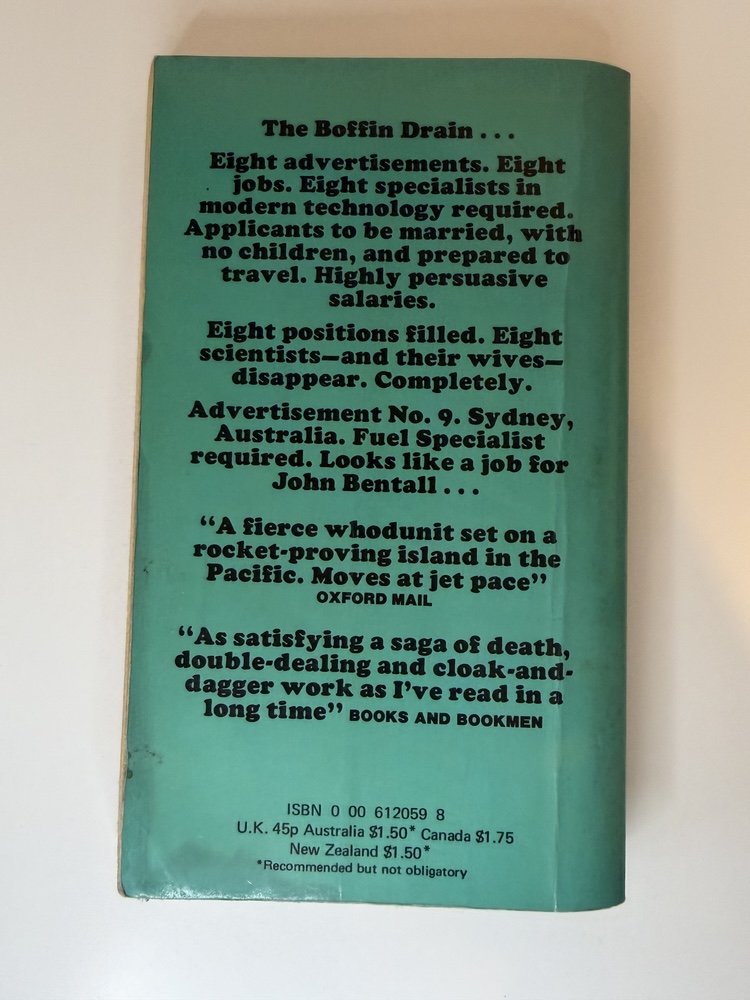 The Boffin Drain . . .
Eight advertisements. Eight
jobs. Eight specialists in
modern technology required.
Applicants to be married, with
no children, and prepared to
travel. Highly persuasive
salaries.
Eight positions filled. Eight
scientists—and their wives—
disappear. Completely.
Advertisement No. 9. Sydney,
Australia. Fuel Specialist
required. Looks like a job for
John Bentall . . .
“A fierce whodunit set on a
rocket-proving island in the
Pacific. Moves at jet pace”
OXFORD MAIL
“As satisfying a saga of death,
double-dealing and cloak-and-
dagger work as I’ve read in a
long time” BOOKS AND BOOKMEN
ISBN 0 00 612059 8
U.K. 45p Australia $1.50* Canada $1.75
New Zealand $1.50*
*Recommended but not obligatory